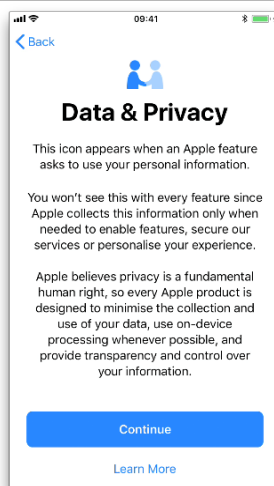 09:41
Back
Data & Privacy
This icon appears when an Apple feature
asks to use your personal information.
You won't see this with every feature since
Apple collects this information only when
needed to enable features, secure our
services or personalise your experience.
Apple believes privacy is a fundamental
human right, so every Apple product is
designed to minimise the collection and
use of your data, use on-device
processing whenever possible, and
provide transparency and control over
your information.
Continue
Learn More